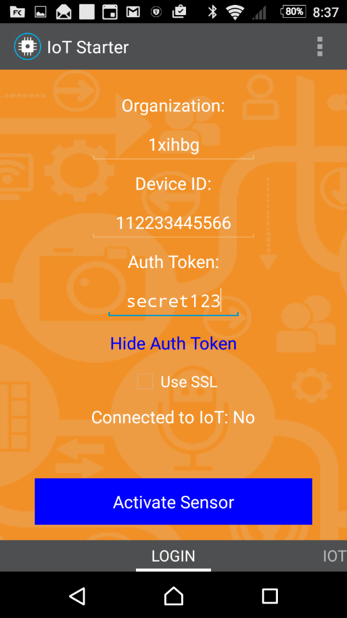 80% 8:37
IoT Starter
Organization:
1xihbg
Device ID:
112233445566
Auth Token:
secret123
Hide Auth Token
Use SSL
Connected to IoT: No
Activate Sensor
LOGIN IOT